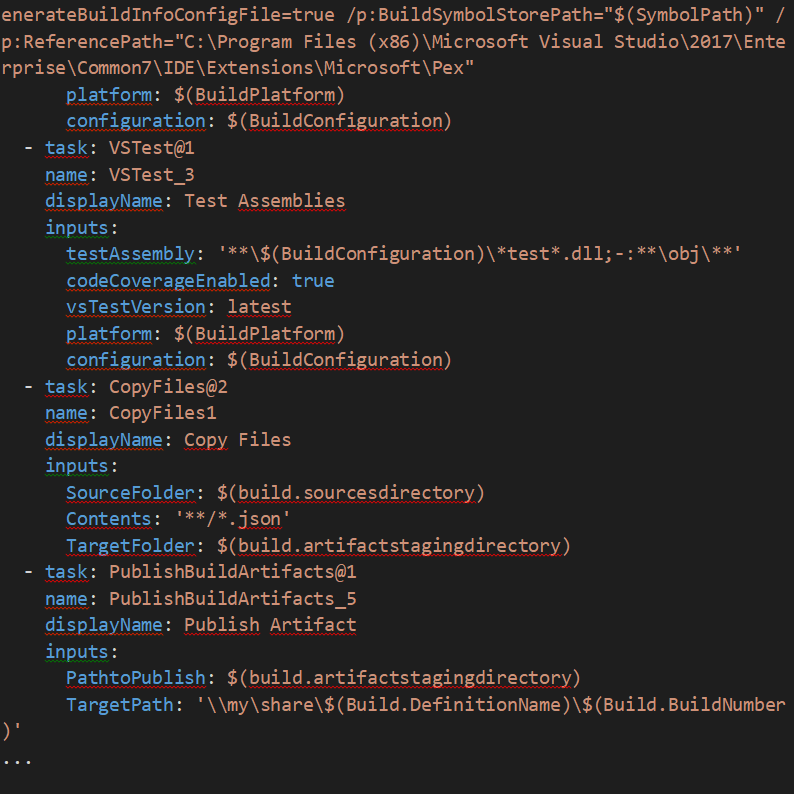 enerateBuildInfoConfigFile=true /p:BuildSymbolStorePath="$(SymbolPath)" /
p:ReferencePath="C:\Program Files (x86)\Microsoft Visual Studio\2017\Ente
rprise\Common7\IDE\Extensions\Microsoft\Pex"
      platform: $(BuildPlatform)
      configuration: $(BuildConfiguration)
  - task: VSTest@1
    name: VSTest_3
    displayName: Test Assemblies
    inputs:
      testAssembly: '**\$(BuildConfiguration)\*test*.dll;-:**\obj\**'
      codeCoverageEnabled: true
      vsTestVersion: latest
      platform: $(BuildPlatform)
      configuration: $(BuildConfiguration)
  - task: CopyFiles@2
    name: CopyFiles1
    displayName: Copy Files
    inputs:
      SourceFolder: $(build.sourcesdirectory)
      Contents: '**/*.json'
      TargetFolder: $(build.artifactstagingdirectory)
  - task: PublishBuildArtifacts@1
    name: PublishBuildArtifacts_5
    displayName: Publish Artifact
    inputs:
      PathtoPublish: $(build.artifactstagingdirectory)
      TargetPath: '\\my\share\$(Build.DefinitionName)\$(Build.BuildNumber
)'
...